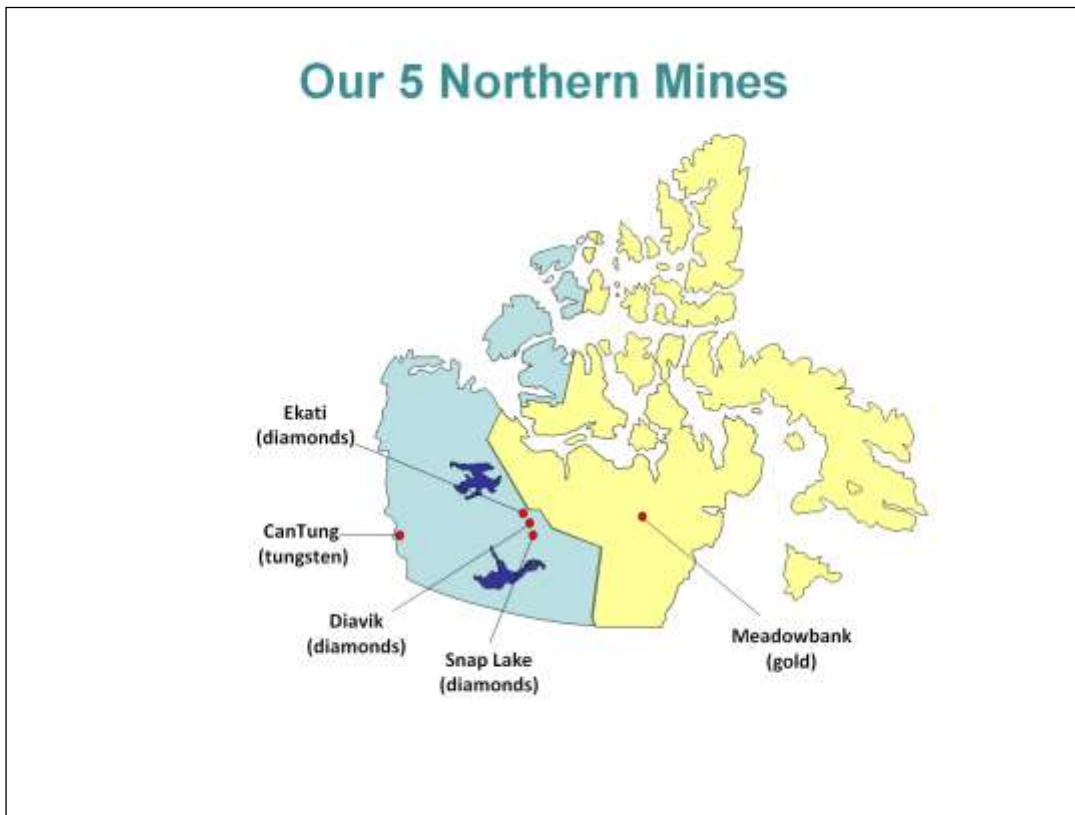 Our 5 Northern Mines
Ekati
(diamonds)
CanTung
(tungsten)
Diavik
(diamonds)
Snap Lake
(diamonds)
Meadowbank
(gold)